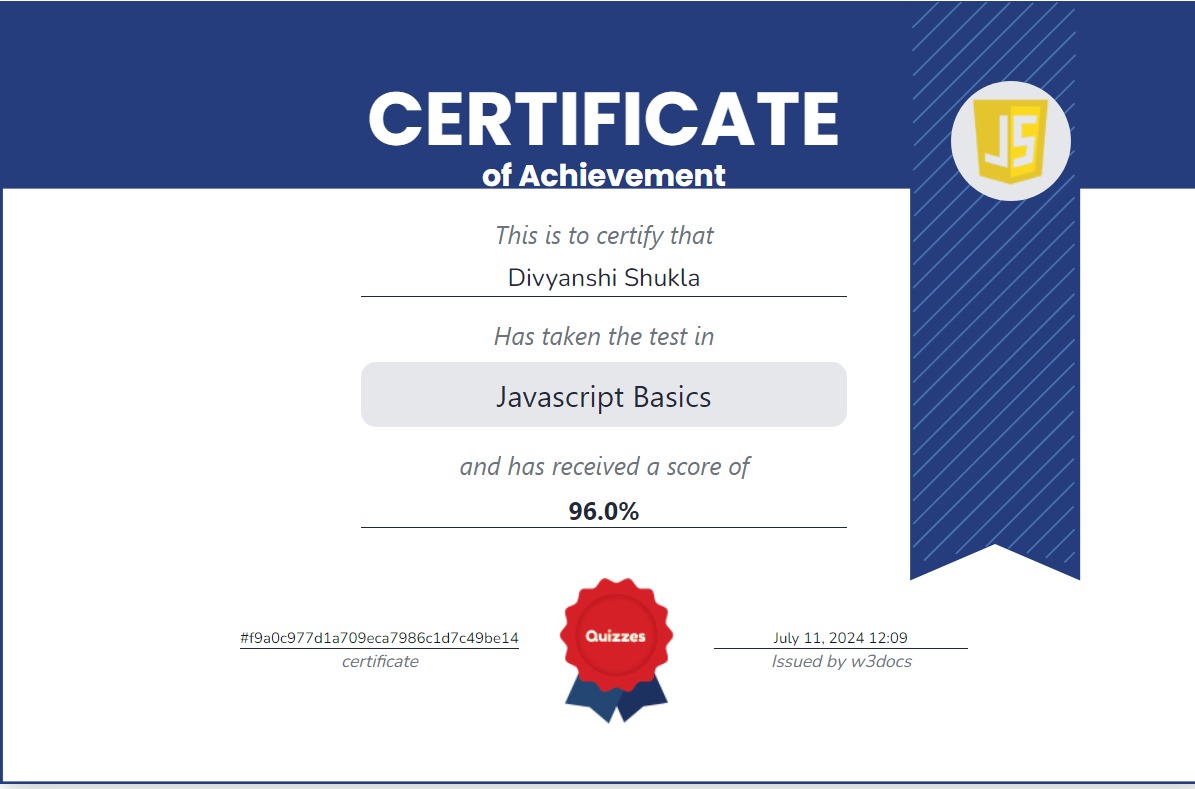 CERTIFICATE
of Achievement
JS
This is to certify that
Divyanshi Shukla
Has taken the test in
Javascript Basics
and has received a score of
96.0%
#f9a0c977d1a709eca7986c1d7c49be14
certificate
Quizzes
July 11, 2024 12:09
Issued by w3docs